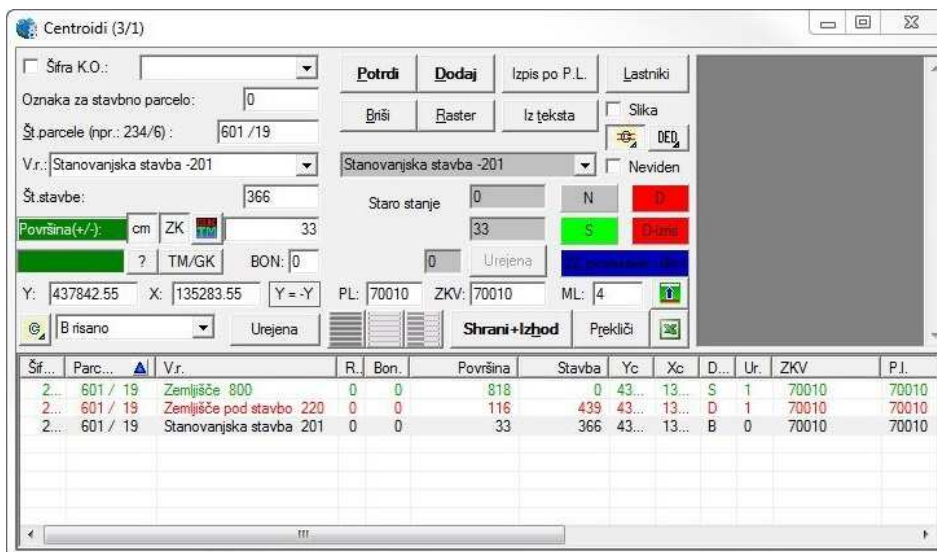 Centroidi (3/1)
Šifra K.O.:
Potrdi Dodaj Izpis po P.L. Lastniki
Oznaka za stavbno parcelo: 0
Briši Raster Iz teksta Slika
Št.parcele (npr.: 234/6) : 601 /19
DED
V.r.: Stanovanjska stavba -201 Stanovanjska stavba -201 Neviden
Št.stavbe: 366 Staro stanje 0 N D
Površina(+/-): cm ZK TM 33 33 S D-izris
? TM/GK BON: 0 0 Urejena
Y: 437842.55 X: 135283.55 Y = -Y PL: 70010 ZKV: 70010 ML: 4
B risano Urejena Shrani+Izhod Prekliči
Šif... Parc... V.r. R.. Bon. Površina Stavba Yc Xc D... Ur. ZKV P.l.
2... 601 / 19 Zemljišče 800 0 0 818 0 43... 13... S 1 70010 70010
2... 601 / 19 Zemljišče pod stavbo 220 0 0 116 439 43... 13... D 1 70010 70010
2... 601 / 19 Stanovanjska stavba 201 0 0 33 366 43... 13... B 0 70010 70010